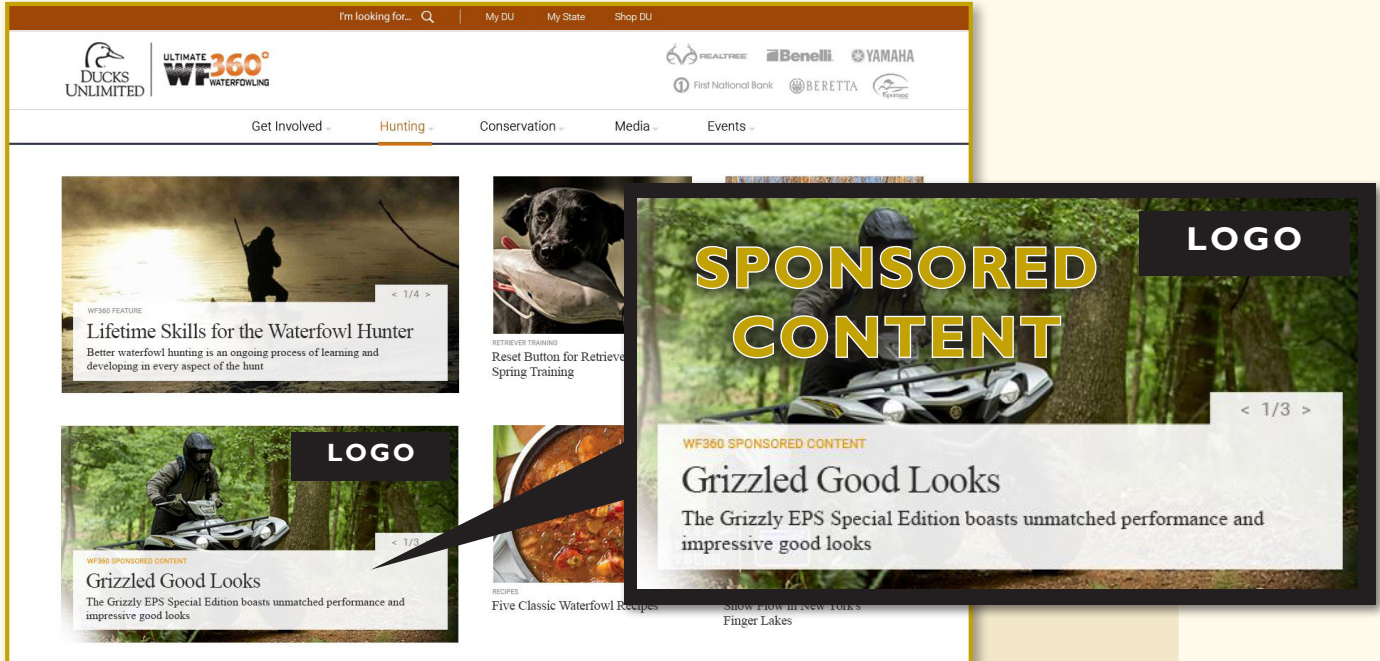 I'm looking for... My DU My State Shop DU
DUCKS
UNLIMITED
ULTIMATE
WF360°
WATERFOWLING
REALTREE Benelli. YAMAHA
1 First National Bank BERETTA
Get Involved Hunting Conservation Media Events
< 1/4 >
WF360 FEATURE
Lifetime Skills for the Waterfowl Hunter
Better waterfowl hunting is an ongoing process of learning and
developing in every aspect of the hunt
RETRIEVER TRAINING
Reset Button for Retrieve
Spring Training
LOGO
< 1/3
WF360 SPONSORED CONTENT
Grizzled Good Looks
The Grizzly EPS Special Edition boasts unmatched performance and
impressive good looks
RECIPES
Five Classic Waterfowl Recipes
Snow Flow in New York's
Finger Lakes
SPONSORED
CONTENT
LOGO
< 1/3 >
WF360 SPONSORED CONTENT
Grizzled Good Looks
The Grizzly EPS Special Edition boasts unmatched performance and
impressive good looks